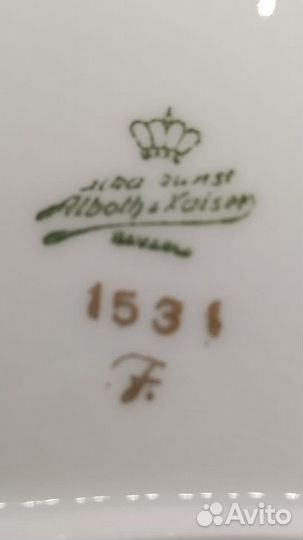 Alboth & Kaiser
1531
F.
Avito